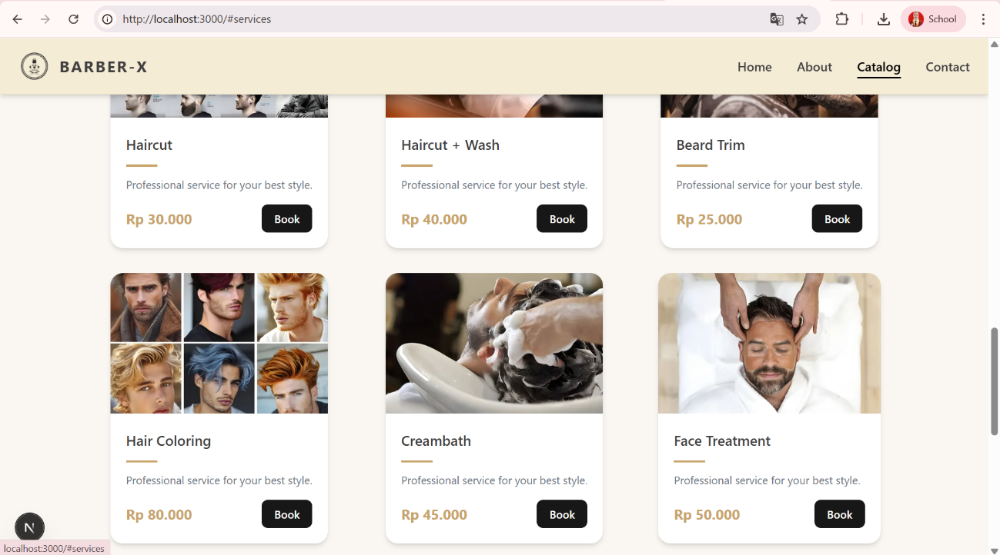 http://localhost:3000/#services
School
BARBER-X
Home
About
Catalog
Contact
Haircut
Professional service for your best style.
Rp 30.000
Book
Haircut + Wash
Professional service for your best style.
Rp 40.000
Book
Beard Trim
Professional service for your best style.
Rp 25.000
Book
Hair Coloring
Professional service for your best style.
Rp 80.000
Book
Creambath
Professional service for your best style.
Rp 45.000
Book
Face Treatment
Professional service for your best style.
Rp 50.000
Book
N
localhost:3000/#services